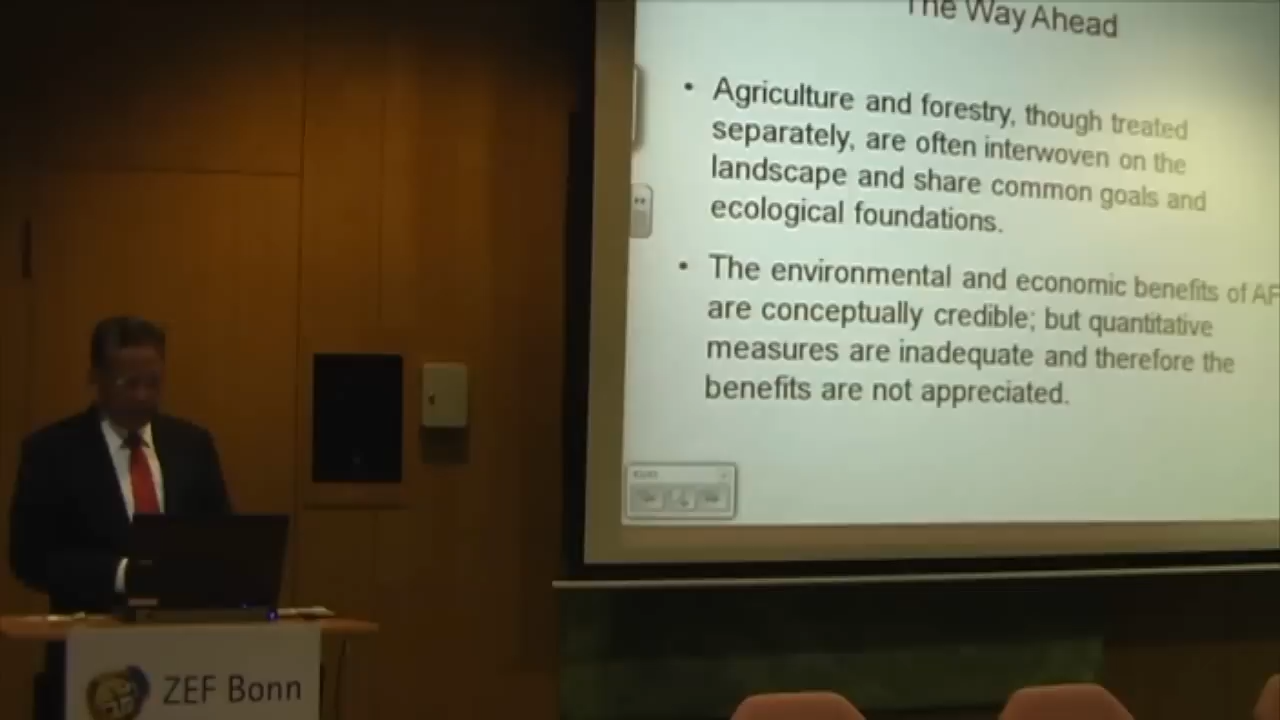 The Way Ahead
• Agriculture and forestry, though treated
separately, are often interwoven on the
landscape and share common goals and
ecological foundations.
• The environmental and economic benefits of AF
are conceptually credible; but quantitative
measures are inadequate and therefore the
benefits are not appreciated.
ZEF Bonn